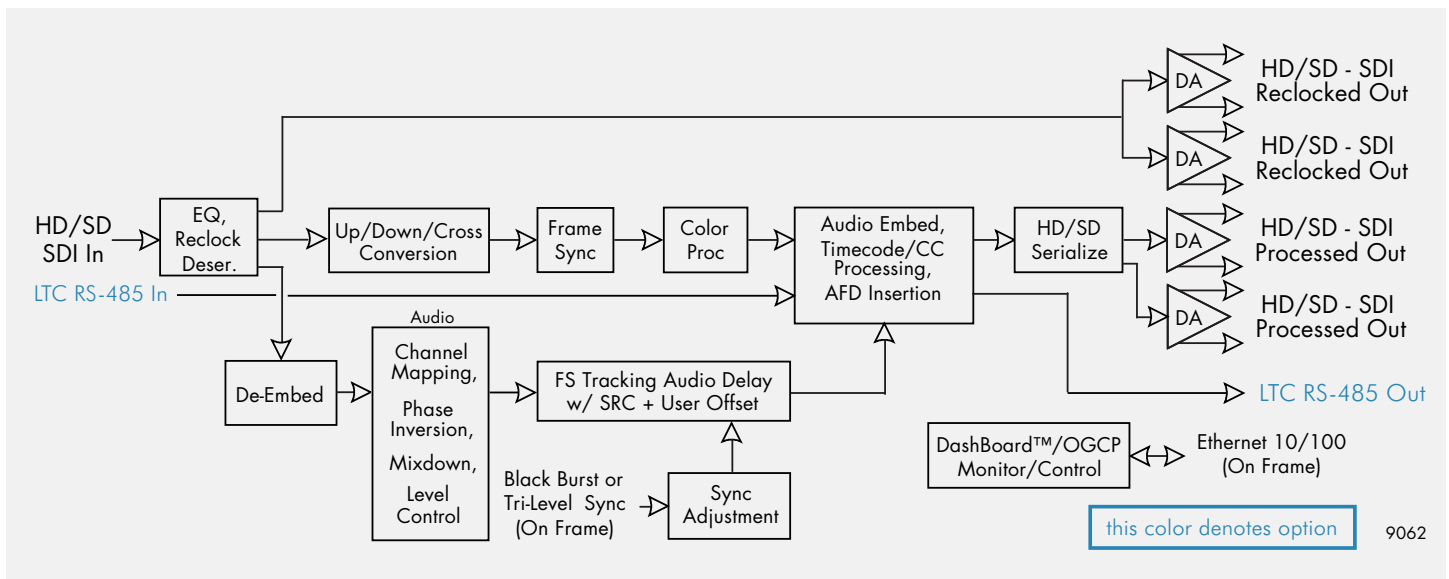 DA
HD/SD - SDI
Reclocked Out
DA
HD/SD - SDI
Reclocked Out
HD/SD
SDI In
EQ,
Reclock
Deser.
Up/Down/Cross
Conversion
Frame
Sync
Color
Proc
Audio Embed,
Timecode/CC
Processing,
AFD Insertion
HD/SD
Serialize
DA
HD/SD - SDI
Processed Out
DA
HD/SD - SDI
Processed Out
LTC RS-485 In
LTC RS-485 Out
De-Embed
Audio
Channel
Mapping,
Phase
Inversion,
Mixdown,
Level
Control
FS Tracking Audio Delay
w/ SRC + User Offset
Black Burst or
Tri-Level Sync
(On Frame)
Sync
Adjustment
DashBoard™/OGCP
Monitor/Control
Ethernet 10/100
(On Frame)
this color denotes option
9062